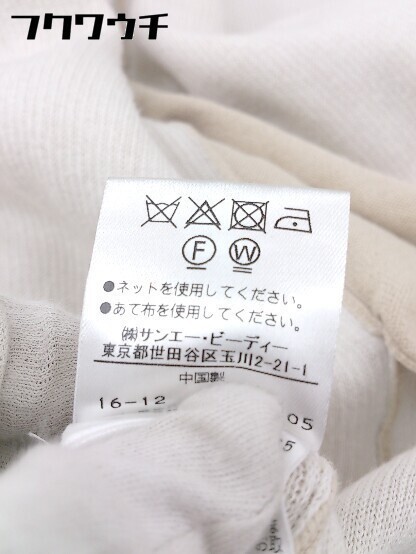 フクワウチ
F W
●ネットを使用してください。
●あて布を使用してください。
㈱サンエー・ビーディー
東京都世田谷区玉川2-21-1
中国製
16-12
05
5